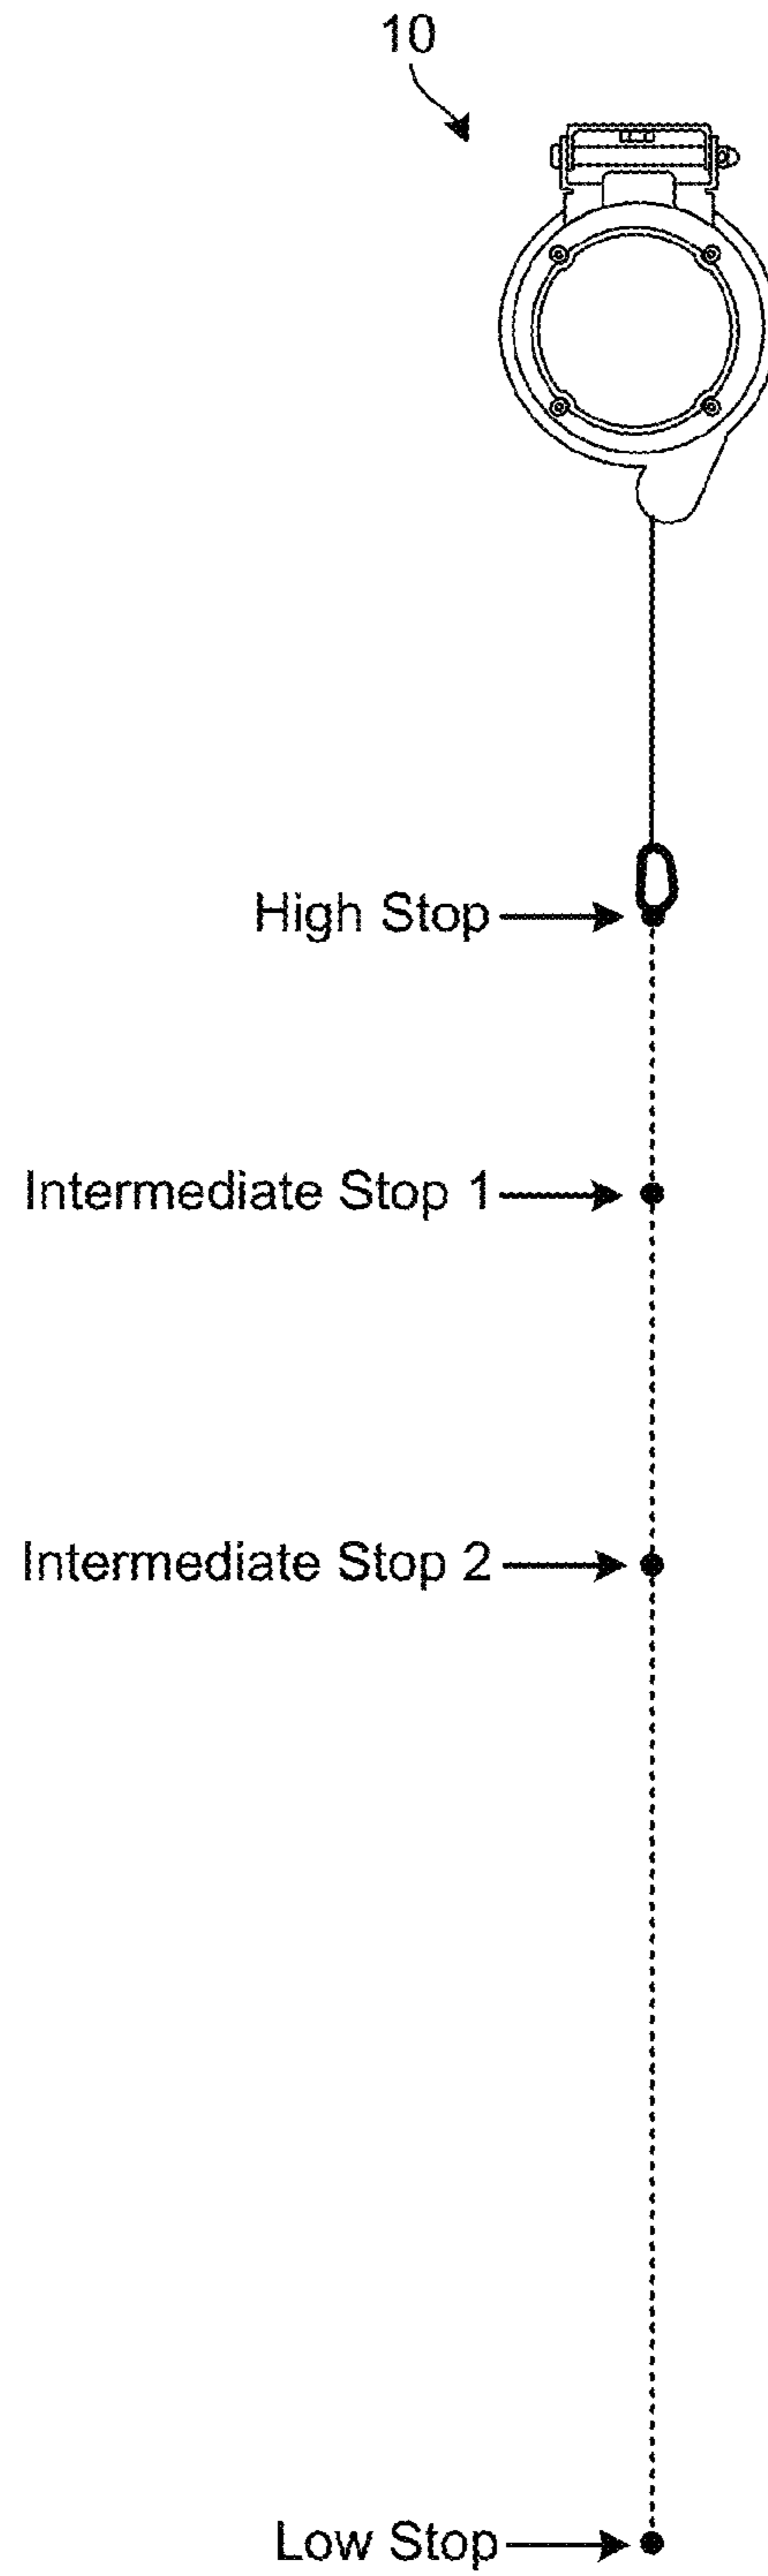 10
High Stop
Intermediate Stop 1
Intermediate Stop 2
Low Stop